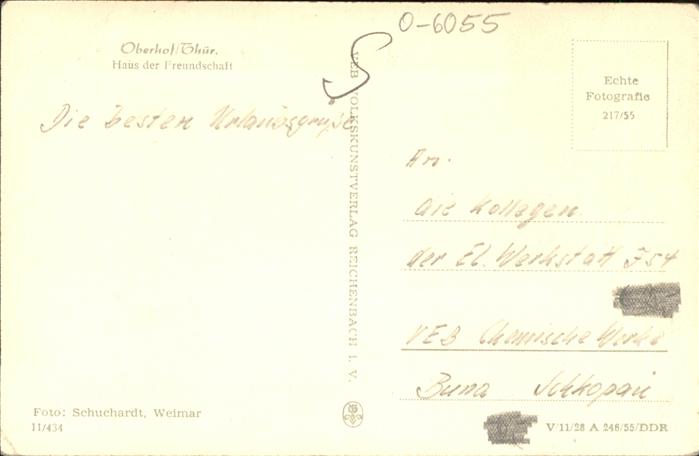 O-6055
Oberhof/Thür.
Haus der Freundschaft
Echte
Fotografie
217/55
Die besten Urlaubsgrüße
VEB VOLKSKUNSTVERLAG REICHENBACH I. V.
An.
die Kollegen
der El. Werkstatt J54
VEB Chemische Werke
Buna Schkopau
Foto: Schuchardt, Weimar
11/434
V/11/28 A 246/55/DDR